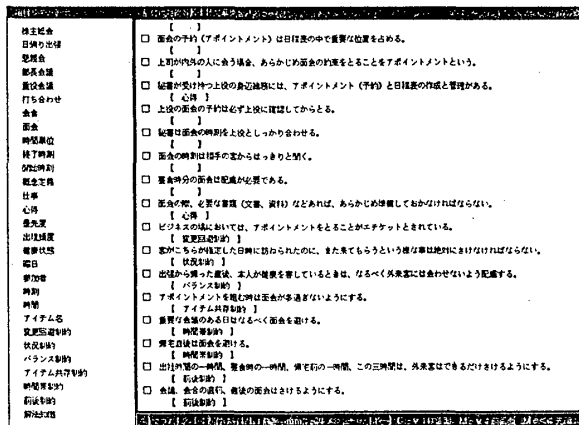 株主総会
日帰り出張
懇親会
部長会議
重役会議
打ち合わせ
会食
面会
時間単位
終了時刻
開始時刻
概念定義
仕事
心得
優先度
出現頻度
健康状態
曜日
参加者
時刻
時間
アイテム名
変更回避制約
状況制約
バランス制約
アイテム共存制約
時間帯制約
前後制約
【 】
□ 面会の予約（アポイントメント）は日程表の中で重要な位置を占める。
【 】
□ 上司が内外の人に会う場合、あらかじめ面会の約束をとることをアポイントメントという。
【 】
□ 秘書が受け持つ上役の身辺雑務には、アポイントメント（予約）と日程表の作成と管理がある。
【 心得 】
□ 上役の面会の予約は必ず上役に確認してからとる。
【 】
□ 秘書は面会の時刻を上役としっかり合わせる。
【 】
□ 面会の時刻は相手の客からはっきりと聞く。
【 】
□ 昼食時分の面会は配慮が必要である。
【 】
□ 面会の際、必要な書類（文書、資料）などあれば、あらかじめ準備しておかなければならない。
【 心得 】
□ ビジネスの場においては、アポイントメントをとることがエチケットとされている。
【 変更回避制約 】
□ 客がこちらが指定した日時に訪ねられたのに、また来てもらうという様な事は絶対にさけなければならない。
【 状況制約 】
□ 出張から帰った直後、本人が健康を害しているときは、なるべく外来客には会わせないよう配慮する。
【 バランス制約 】
□ アポイントメントを組む時は面会が多過ぎないようにする。
【 アイテム共存制約 】
□ 重要な会議のある日はなるべく面会を避ける。
【 時間帯制約 】
□ 帰宅直後は面会を避ける。
【 時間帯制約 】
□ 出社時間の一時間、昼食時の一時間、帰宅前の一時間、この三時間は、外来客はできるだけさけるようにする。
【 前後制約 】
□ 会議、会合の直前、直後の面会はさけるようにする。
【 前後制約 】